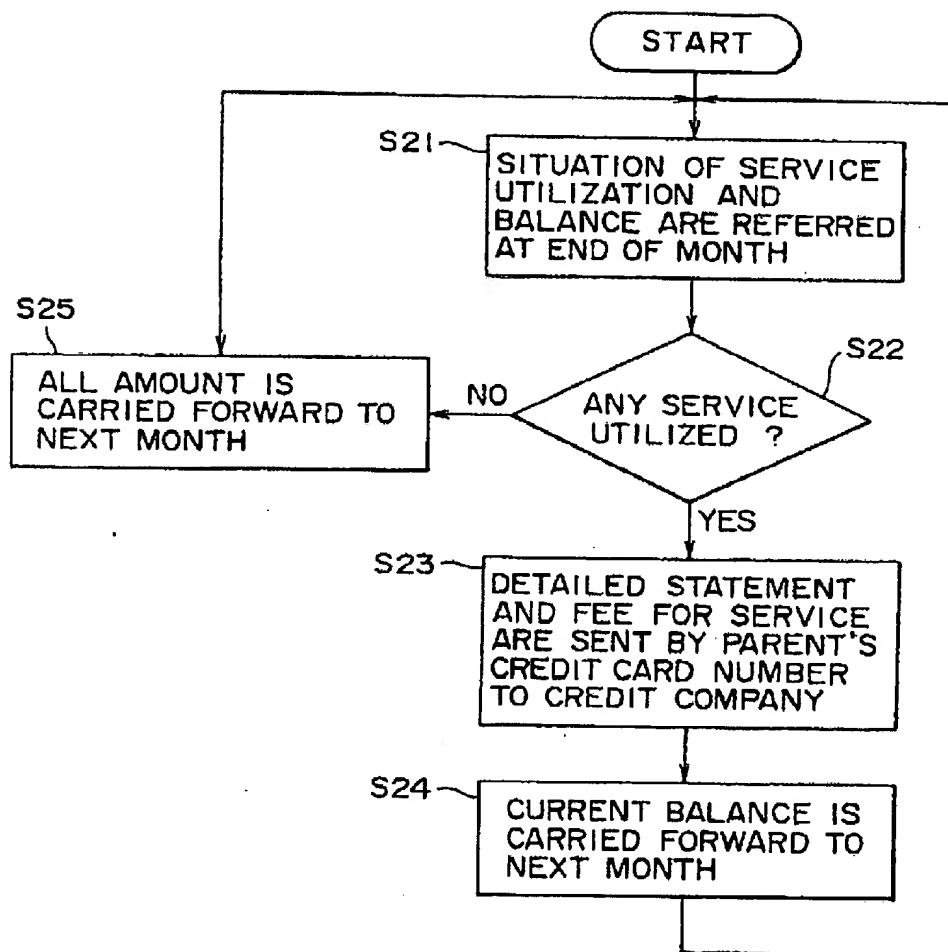 START
S21
SITUATION OF SERVICE
UTILIZATION AND
BALANCE ARE REFERRED
AT END OF MONTH
S25
ALL AMOUNT IS
CARRIED FORWARD TO
NEXT MONTH
NO
S22
ANY SERVICE
UTILIZED ?
YES
S23
DETAILED STATEMENT
AND FEE FOR SERVICE
ARE SENT BY PARENT'S
CREDIT CARD NUMBER
TO CREDIT COMPANY
S24
CURRENT BALANCE IS
CARRIED FORWARD TO
NEXT MONTH